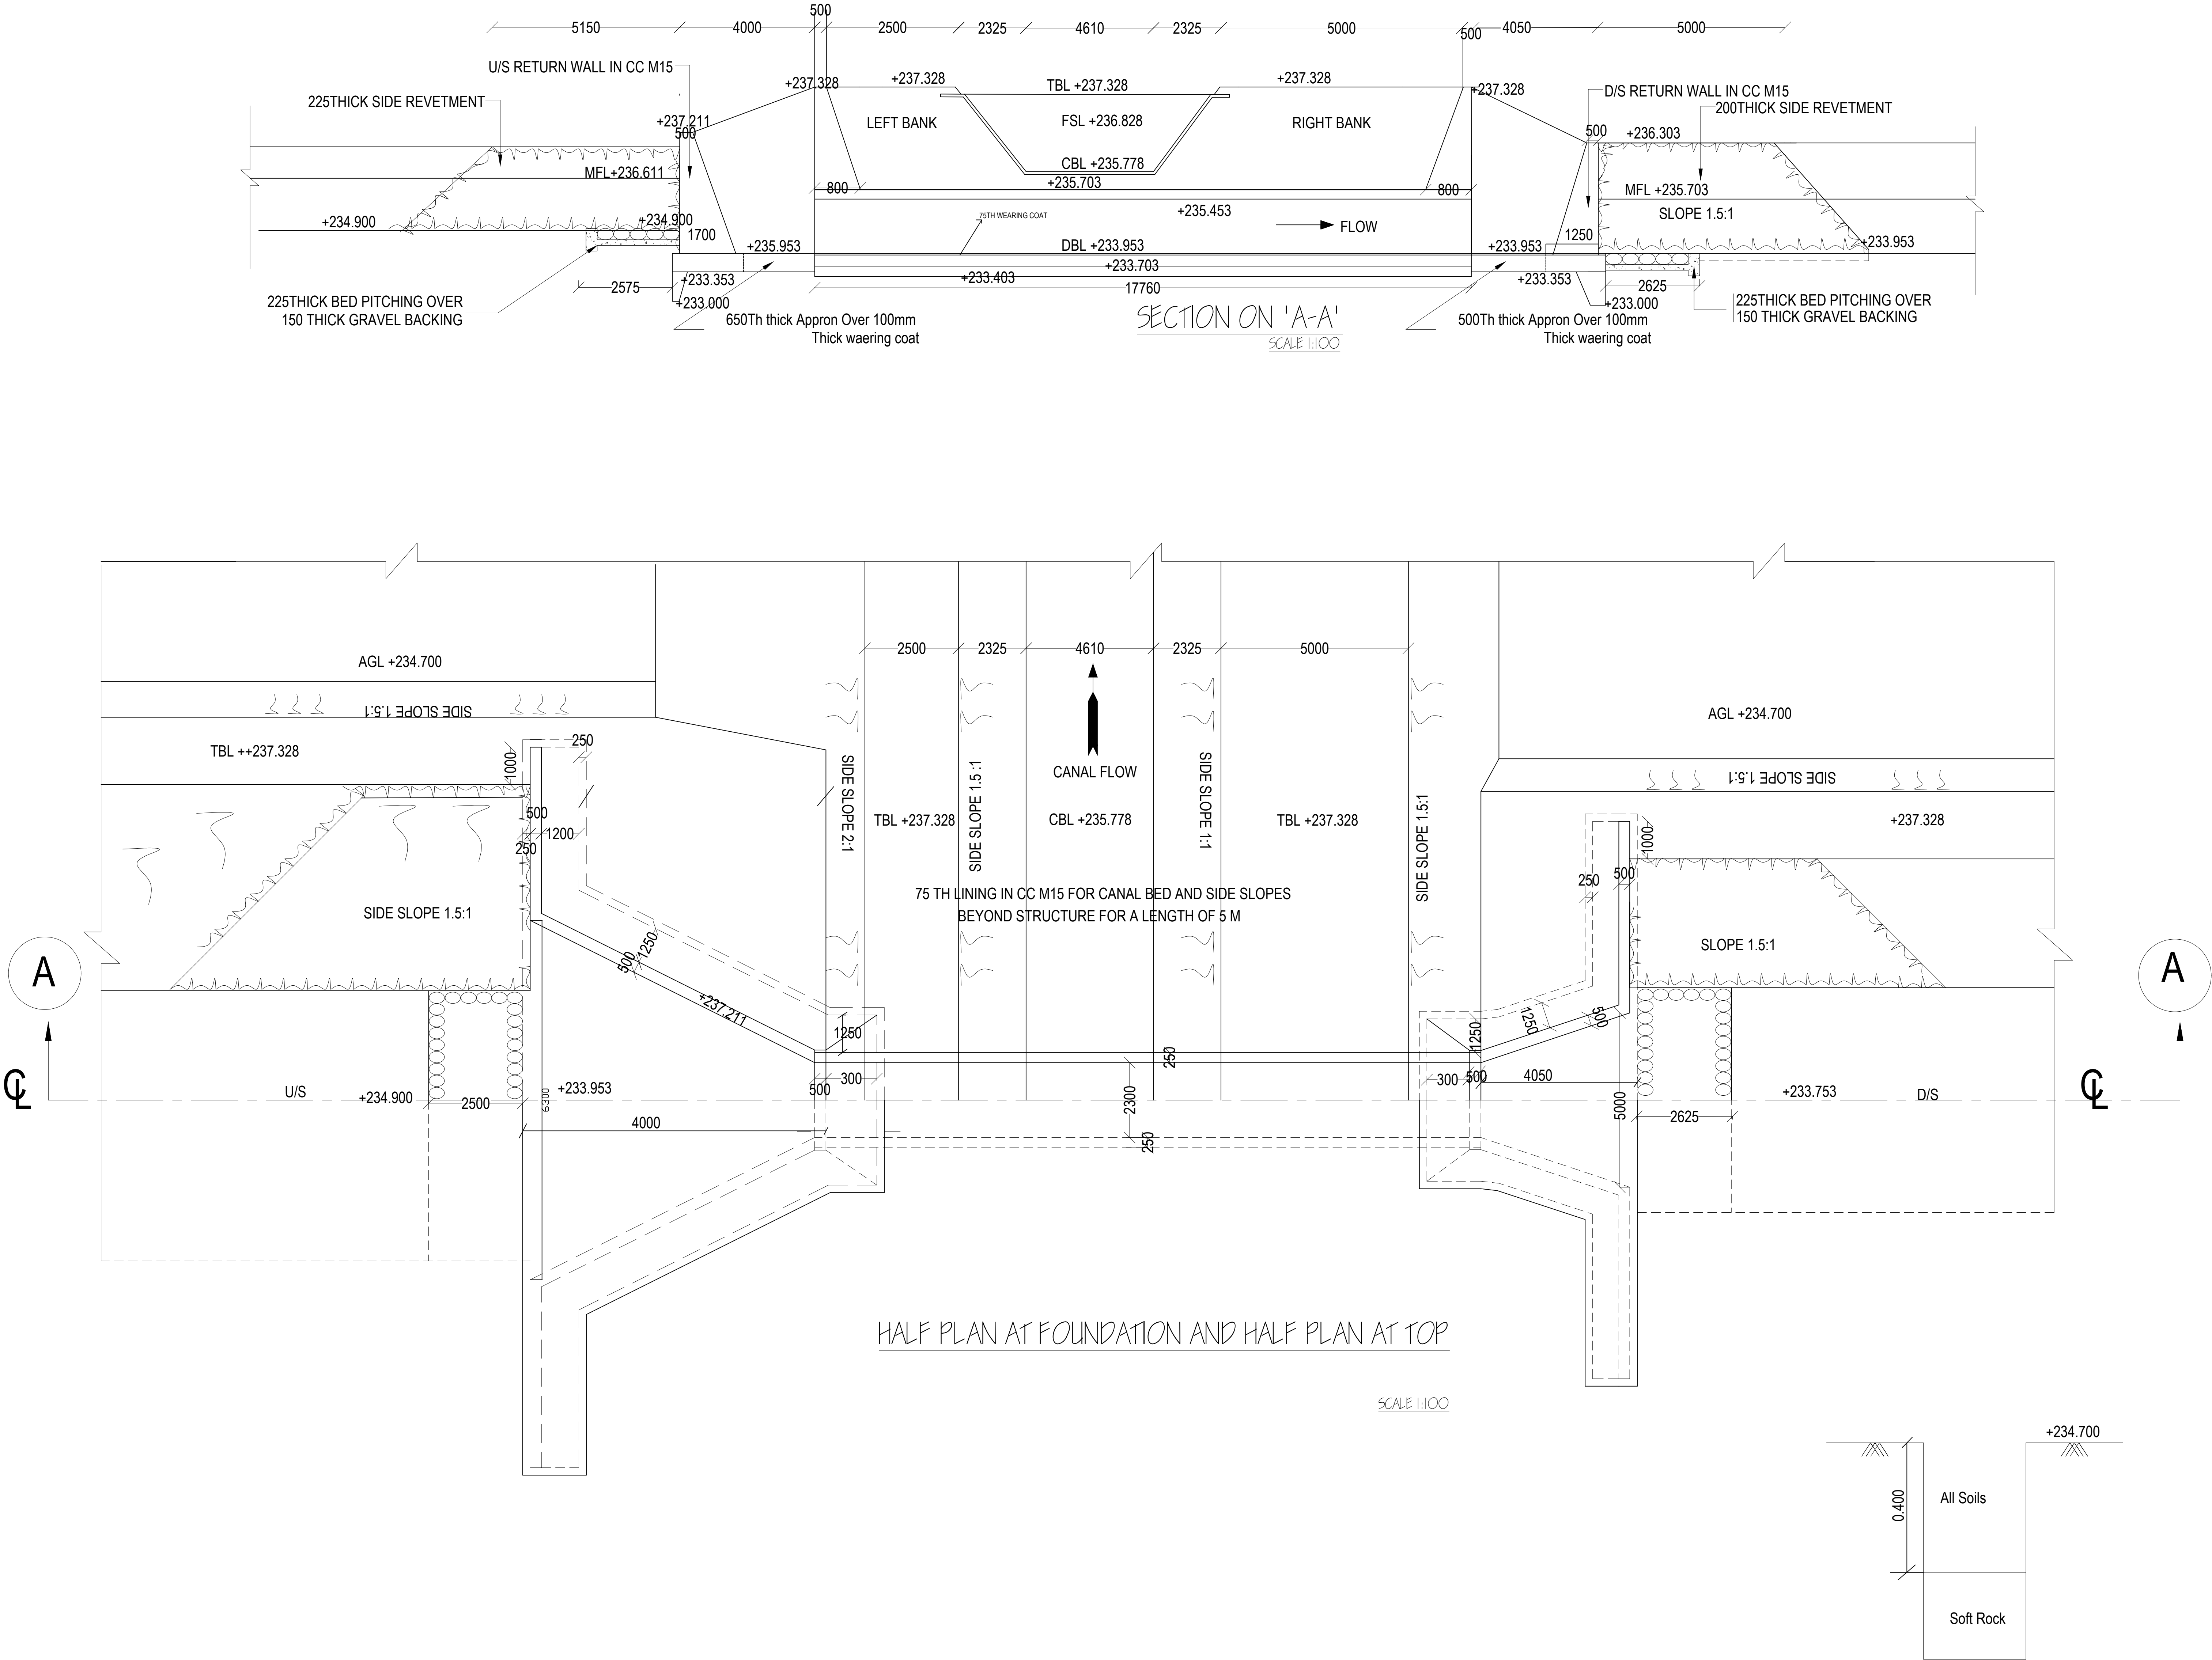 500
5150
4000
2500
2325
4610
2325
5000
500
4050
5000
U/S RETURN WALL IN CC M15
225THICK SIDE REVETMENT
+237.328
+237.328
TBL +237.328
+237.328
+237.328
D/S RETURN WALL IN CC M15
200THICK SIDE REVETMENT
+237.211
500
LEFT BANK
FSL +236.828
RIGHT BANK
500
+236.303
MFL+236.611
CBL +235.778
+235.703
800
800
MFL +235.703
SLOPE 1.5:1
+234.900
+234.900
1700
75TH WEARING COAT
+235.453
FLOW
1250
+235.953
DBL +233.953
+233.953
+233.953
+233.703
+233.403
+233.353
+233.353
2575
17760
2625
+233.000
+233.000
225THICK BED PITCHING OVER
150 THICK GRAVEL BACKING
650Th thick Appron Over 100mm
Thick waering coat
SECTION ON 'A-A'
SCALE 1:100
500Th thick Appron Over 100mm
Thick waering coat
225THICK BED PITCHING OVER
150 THICK GRAVEL BACKING
2500
2325
4610
2325
5000
AGL +234.700
SIDE SLOPE 1.5:1
TBL ++237.328
250
1000
500
1200
250
SIDE SLOPE 1.5:1
500
1250
+237.211
SIDE SLOPE 2:1
TBL +237.328
SIDE SLOPE 1.5 :1
CANAL FLOW
CBL +235.778
SIDE SLOPE 1:1
TBL +237.328
SIDE SLOPE 1.5:1
75 TH LINING IN CC M15 FOR CANAL BED AND SIDE SLOPES
BEYOND STRUCTURE FOR A LENGTH OF 5 M
AGL +234.700
SIDE SLOPE 1.5:1
+237.328
1000
250
500
SLOPE 1.5:1
A
A
1250
250
1250
1250
500
300
500
300
500
4050
2300
250
5000
U/S
+234.900
2500
6300
+233.953
4000
2625
+233.753
D/S
CL
CL
HALF PLAN AT FOUNDATION AND HALF PLAN AT TOP
SCALE 1:100
+234.700
0.400
All Soils
Soft Rock